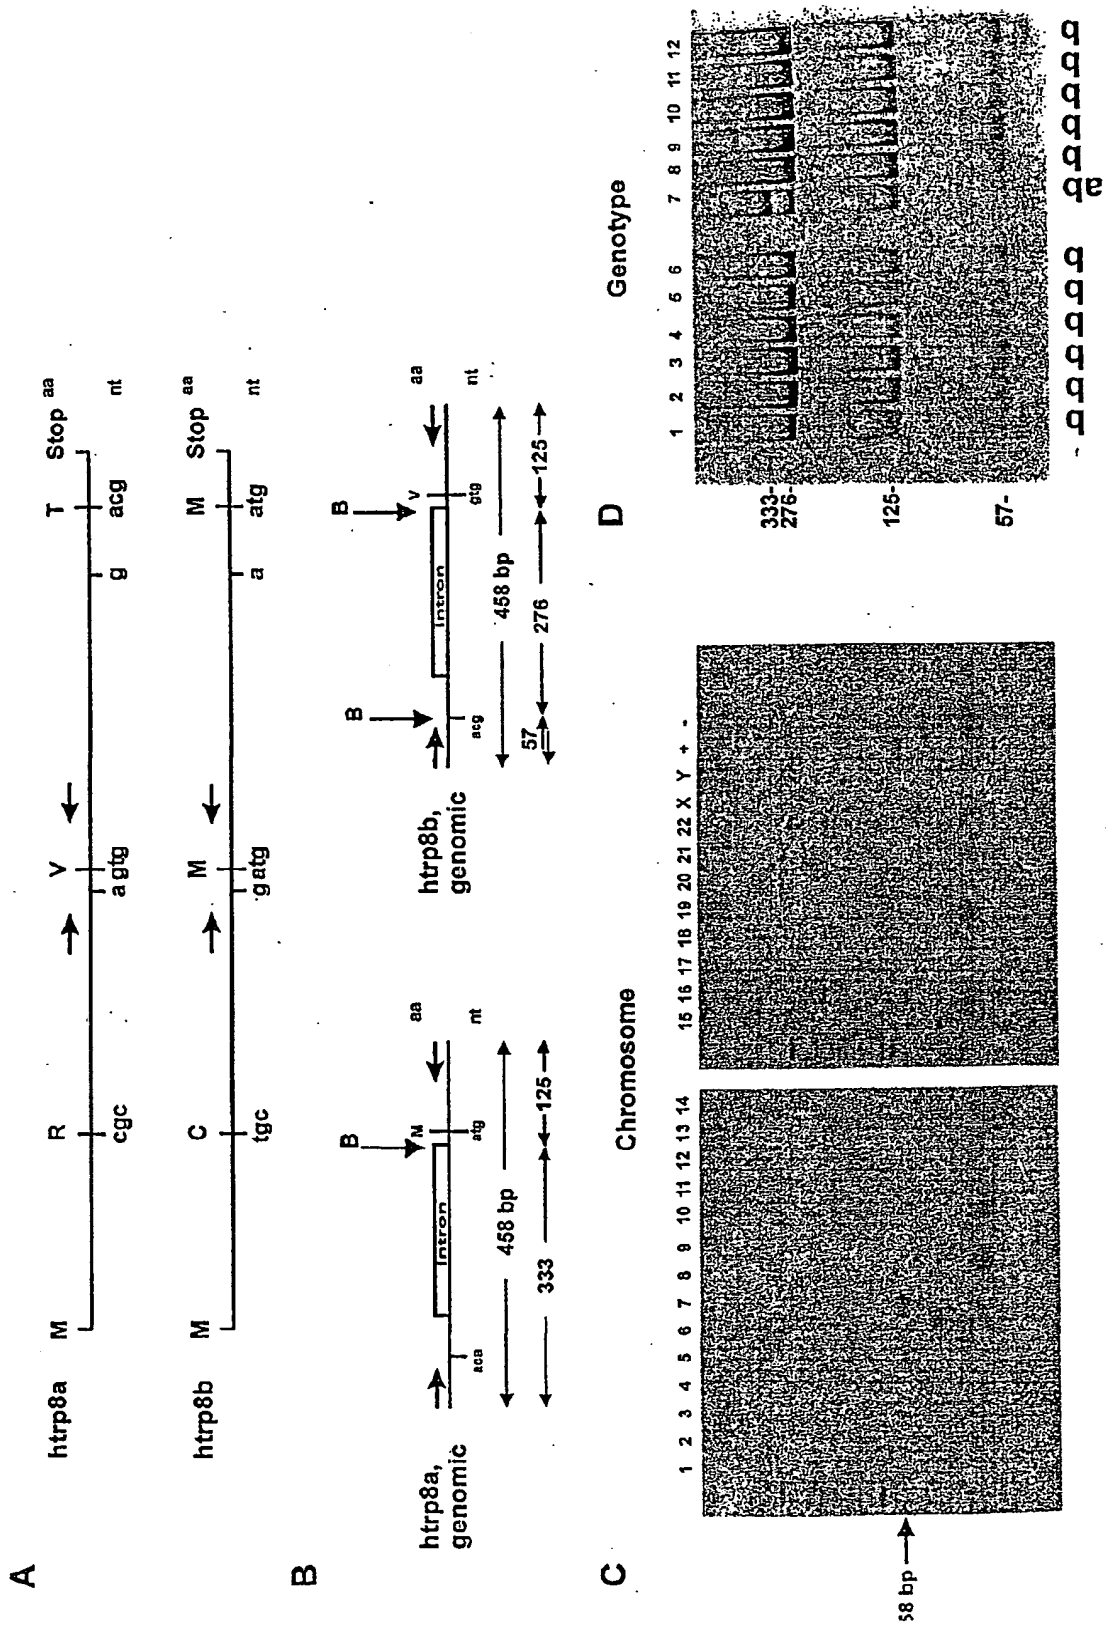 A
htrp8a
M R V T Stop aa
cgc a gtg g acg nt
htrp8b
M C M M Stop aa
tgc g atg a atg nt
B
htrp8a,
genomic
B
aa
Intron M
aca atg nt
458 bp
333 125
htrp8b,
genomic
B B
aa
Intron V
acg gtg nt
458 bp
57 276 125
C
Chromosome
1 2 3 4 5 6 7 8 9 10 11 12 13 14
15 16 17 18 19 20 21 22 X Y + -
58 bp
D
Genotype
1 2 3 4 5 6 7 8 9 10 11 12
333-
276-
125-
57-
b b b b b b ab b b b b b